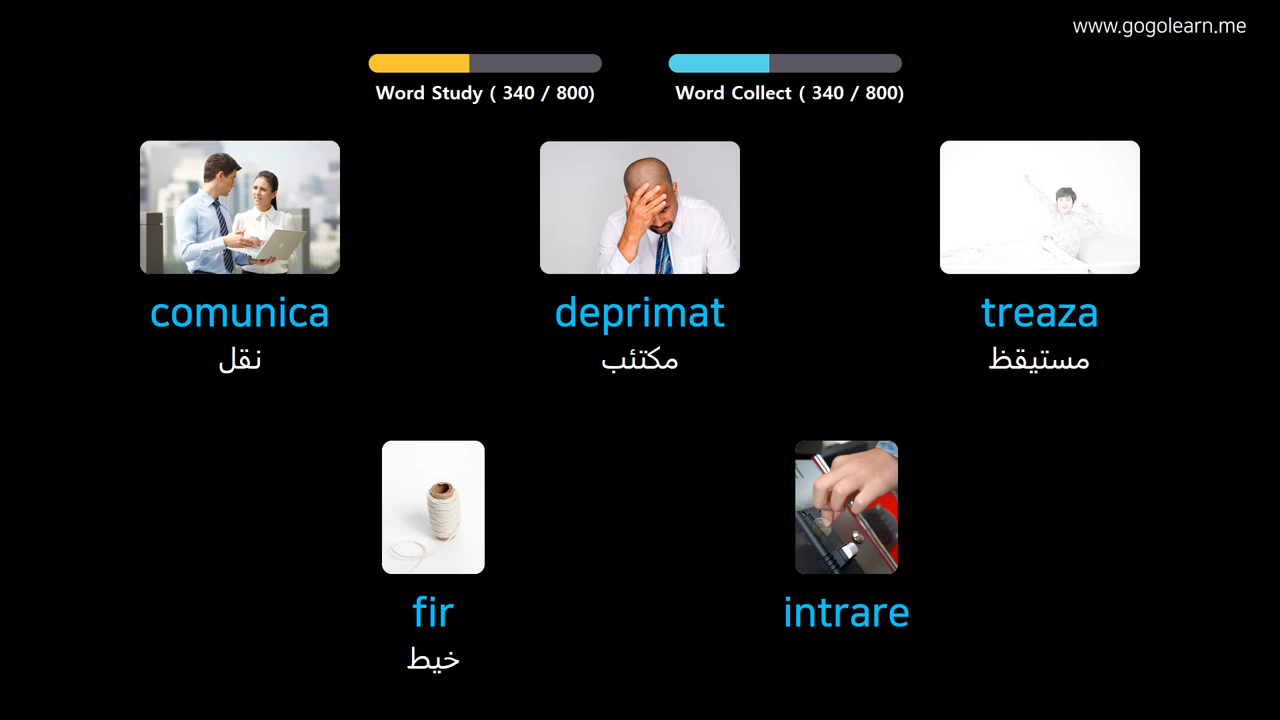 www.gogolearn.me
Word Study ( 340 / 800)
Word Collect ( 340 / 800)
comunica
نقل
deprimat
مكتئب
treaza
مستيقظ
fir
خيط
intrare